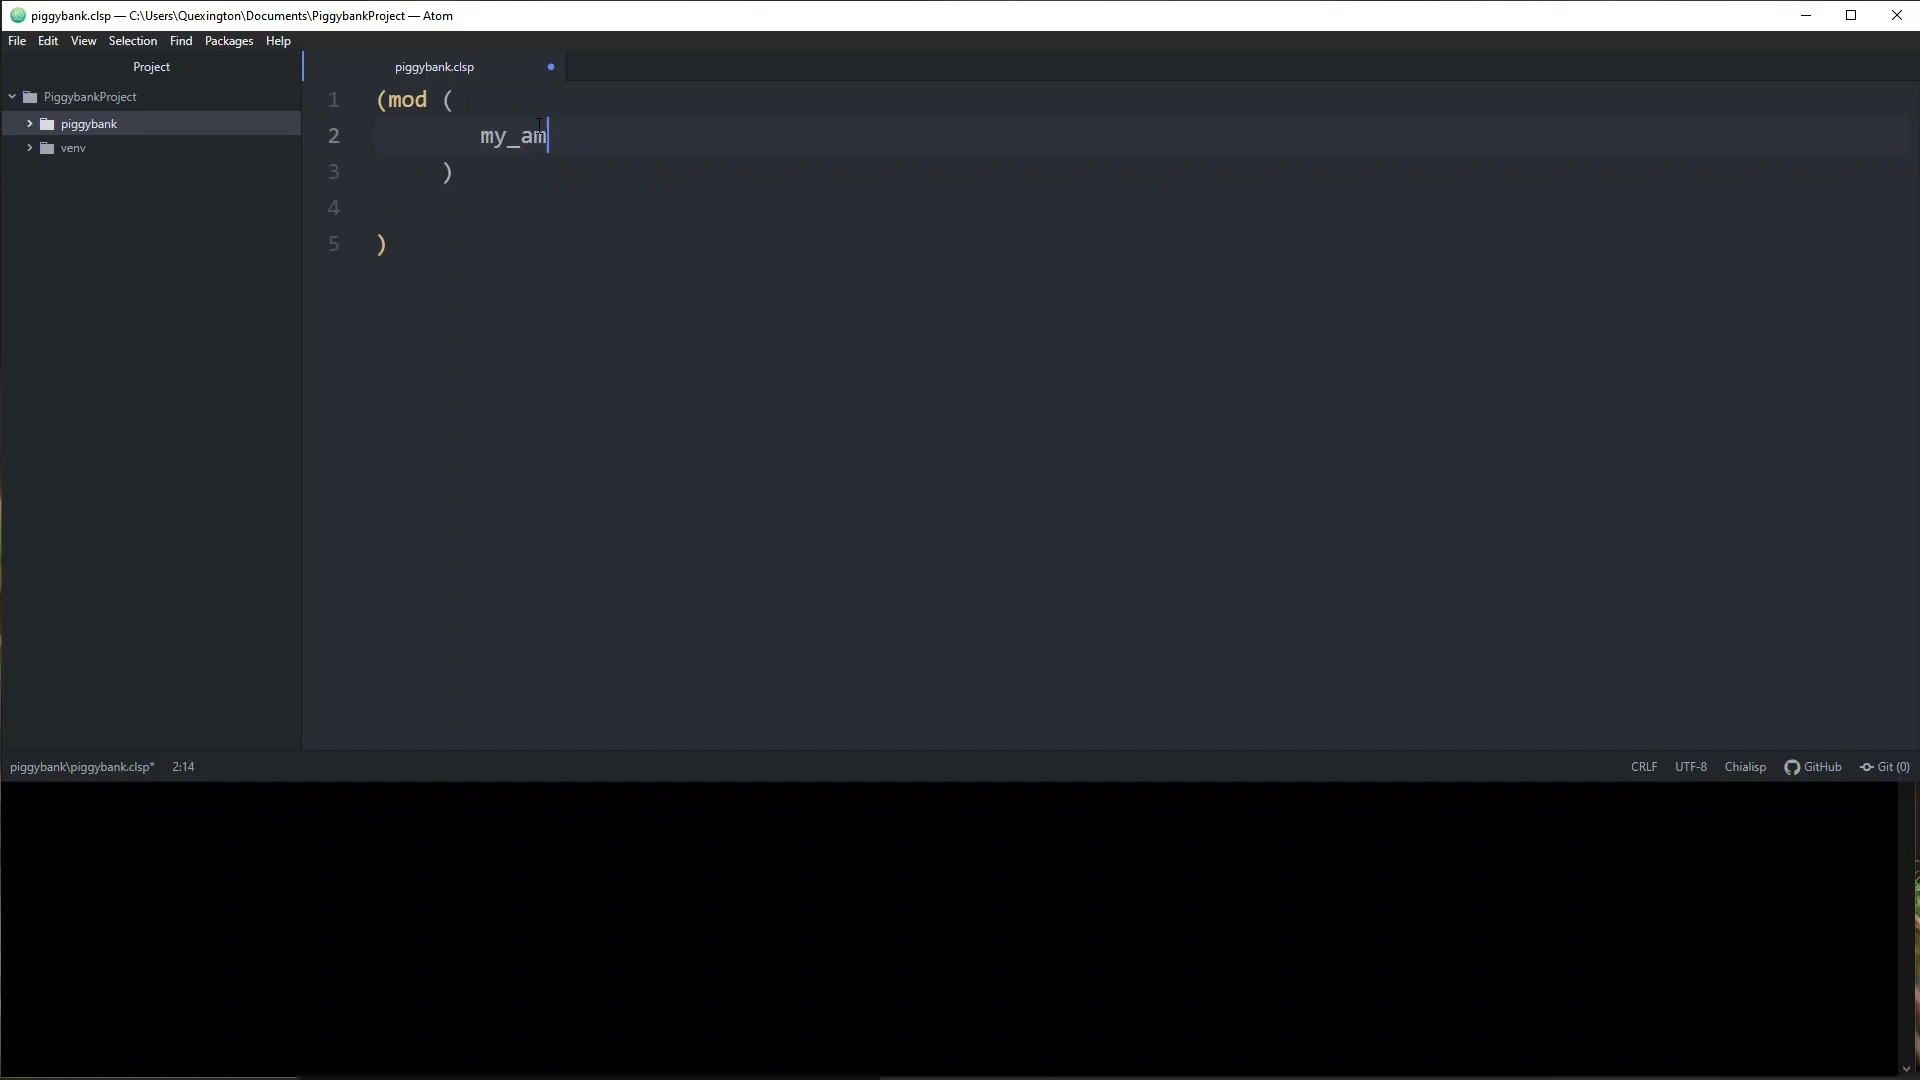 piggybank.clsp — C:\Users\Quexington\Documents\PiggybankProject — Atom
File Edit View Selection Find Packages Help
Project
piggybank.clsp
PiggybankProject
piggybank
venv
1 (mod (
2 my_am
3 )
4
5 )
piggybank\piggybank.clsp* 2:14
CRLF UTF-8 Chialisp GitHub Git (0)